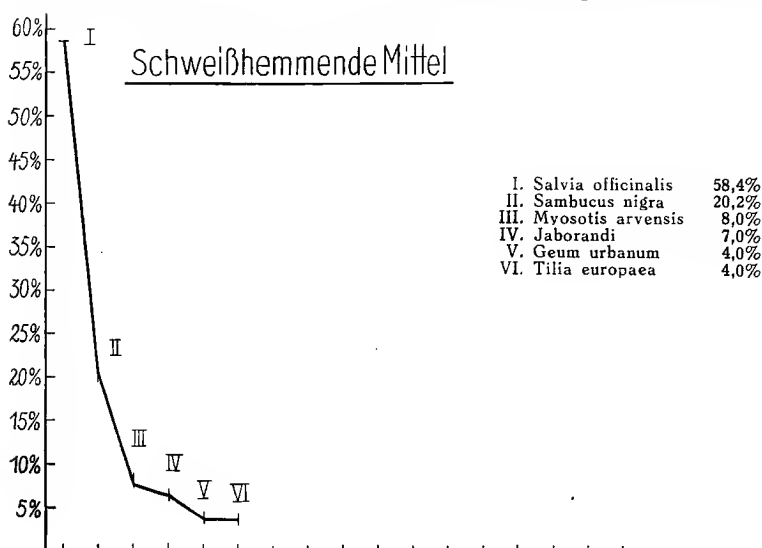 Schweißhemmende Mittel
60%
55%
50%
45%
40%
35%
30%
25%
20%
15%
10%
5%
I
II
III
IV
V
VI
I. Salvia officinalis 58,4%
II. Sambucus nigra 20,2%
III. Myosotis arvensis 8,0%
IV. Jaborandi 7,0%
V. Geum urbanum 4,0%
VI. Tilia europaea 4,0%